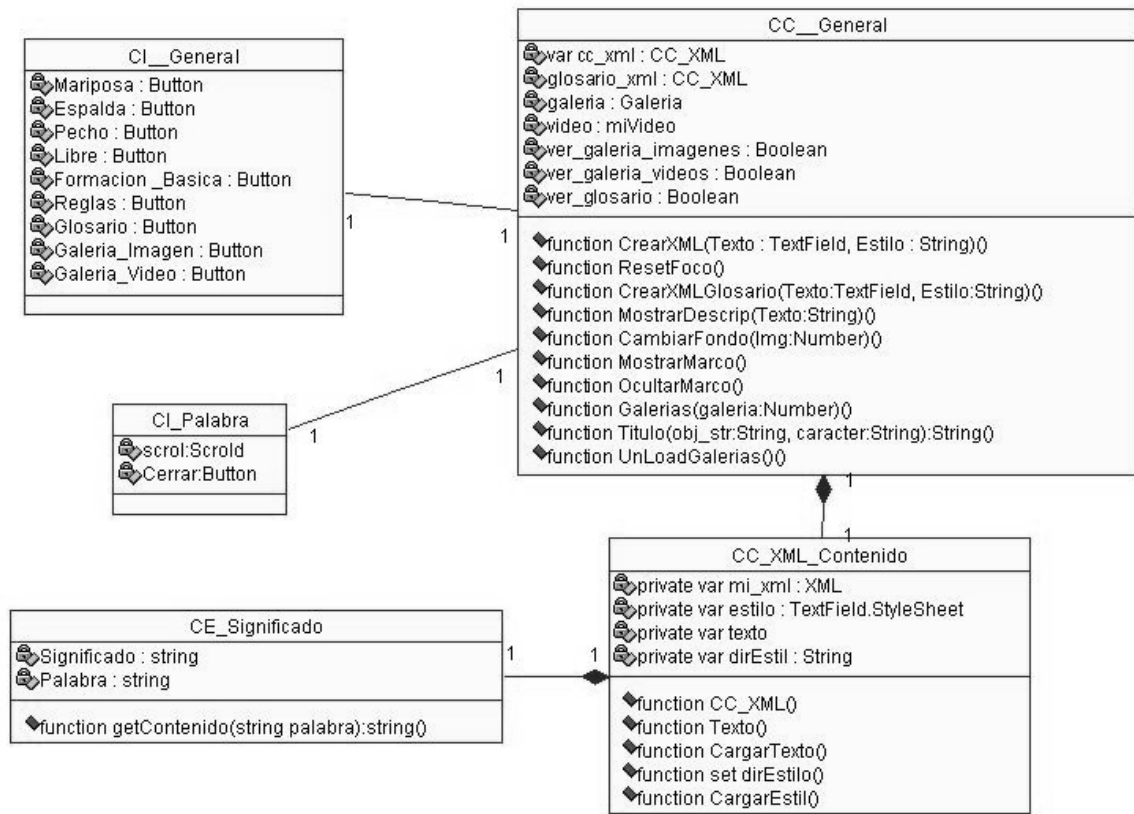 CI__General
Mariposa : Button
Espalda : Button
Pecho : Button
Libre : Button
Formacion _Basica : Button
Reglas : Button
Glosario : Button
Galeria_Imagen : Button
Galeria_Video : Button
1
1
CC__General
var cc_xml : CC_XML
glosario_xml : CC_XML
galeria : Galeria
video : miVideo
ver_galeria_imagenes : Boolean
ver_galeria_videos : Boolean
ver_glosario : Boolean
function CrearXML(Texto : TextField, Estilo : String)()
function ResetFoco()
function CrearXMLGlosario(Texto:TextField, Estilo:String)()
function MostrarDescrip(Texto:String)()
function CambiarFondo(Img:Number)()
function MostrarMarco()
function OcultarMarco()
function Galerias(galeria:Number)()
function Titulo(obj_str:String, caracter:String):String()
function UnLoadGalerias()()
1
1
CI_Palabra
scrol:Scrold
Cerrar:Button
1
1
CC_XML_Contenido
private var mi_xml : XML
private var estilo : TextField.StyleSheet
private var texto
private var dirEstil : String
function CC_XML()
function Texto()
function CargarTexto()
function set dirEstilo()
function CargarEstil()
1
1
CE_Significado
Significado : string
Palabra : string
function getContenido(string palabra):string()